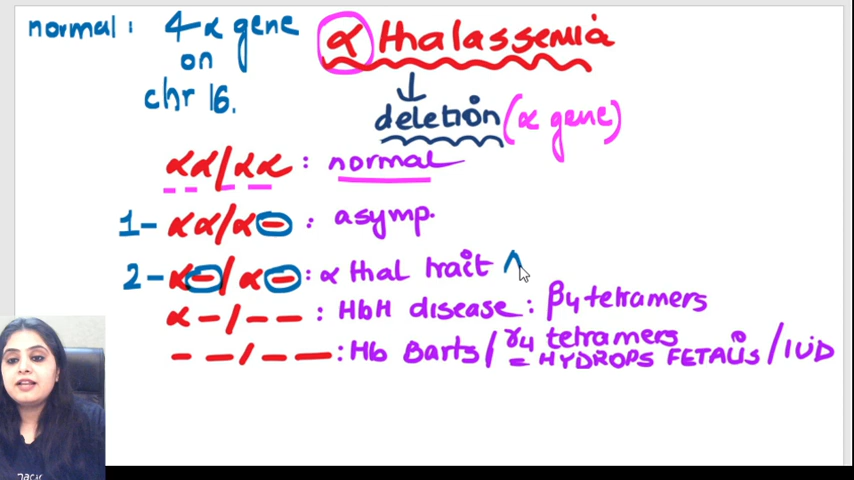 normal: 4 α gene on chr 16.
α thalassemia
↓
deletion (α gene)
αα/αα : normal
1- αα/α- : asymp.
2- α-/α- : α thal trait ^
α-/-- : HbH disease : β4 tetramers
--/-- : Hb Barts / γ4 tetramers
= HYDROPS FETALIS / IUD